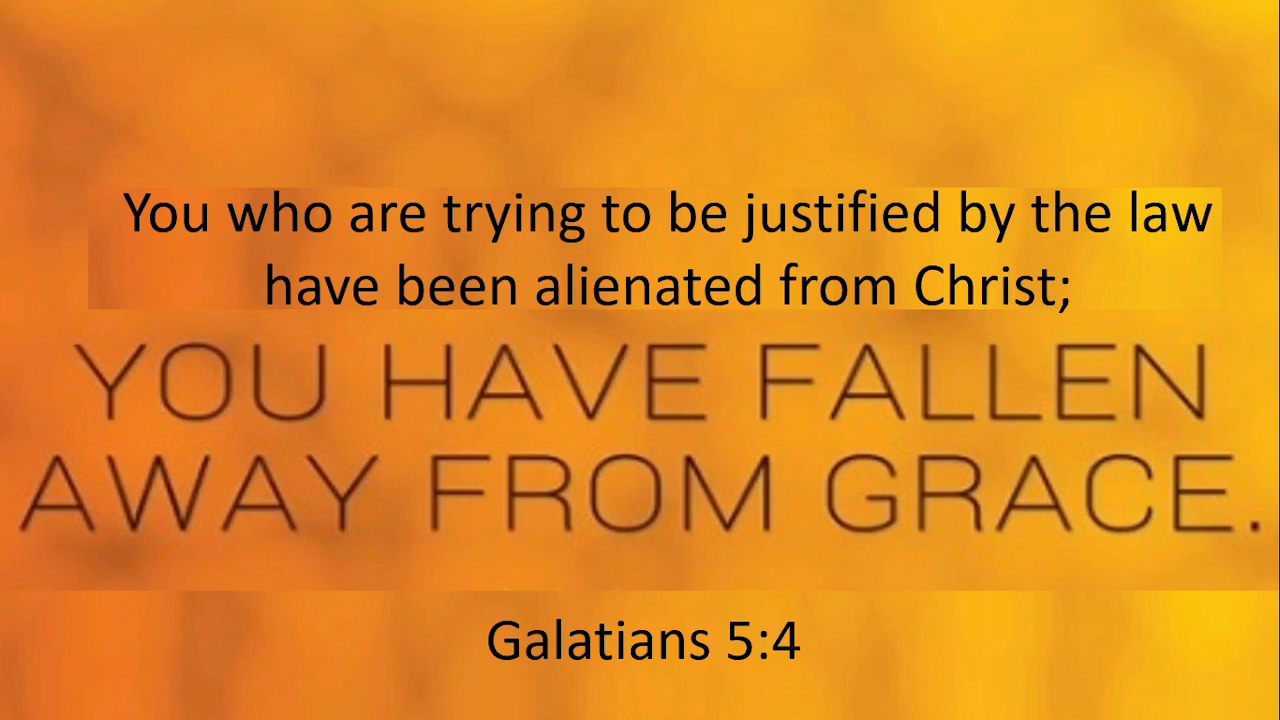 You who are trying to be justified by the law
have been alienated from Christ;
YOU HAVE FALLEN
AWAY FROM GRACE.
Galatians 5:4